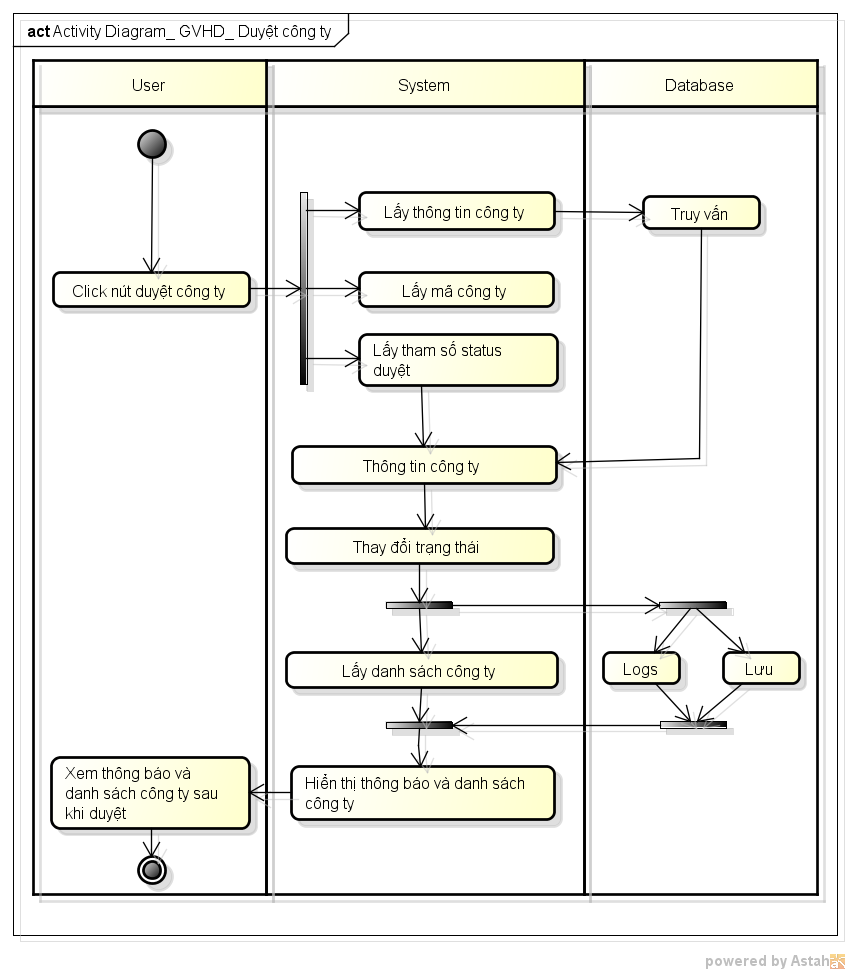 act Activity Diagram_ GVHD_ Duyệt công ty
User
System
Database
Lấy thông tin công ty
Truy vấn
Click nút duyệt công ty
Lấy mã công ty
Lấy tham số status
duyệt
Thông tin công ty
Thay đổi trạng thái
Lấy danh sách công ty
Logs
Lưu
Xem thông báo và
danh sách công ty sau
khi duyệt
Hiển thị thông báo và danh sách
công ty
powered by Astah